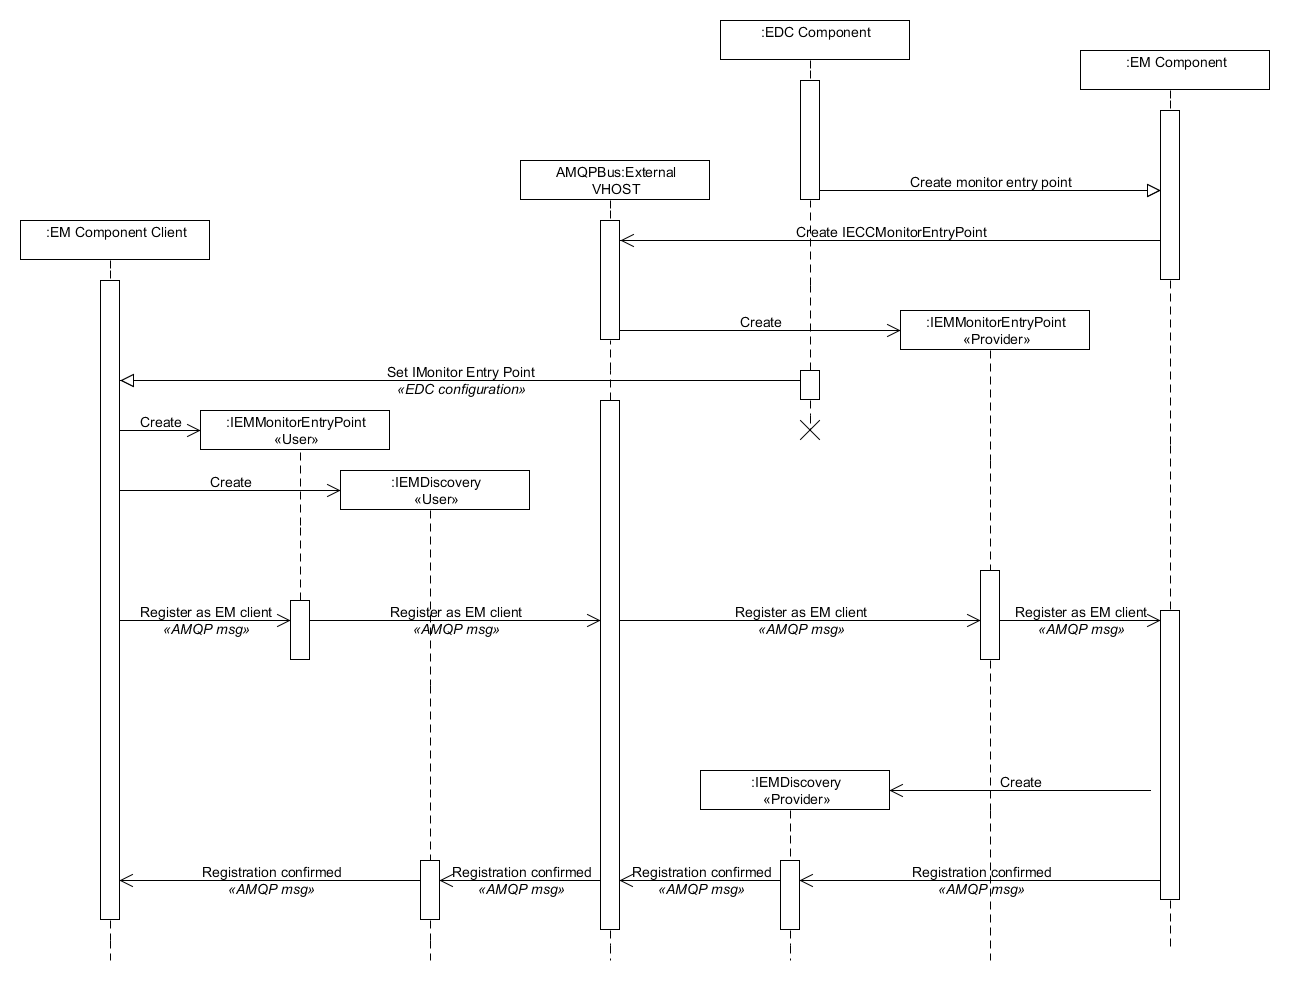 :EDC Component
:EM Component
AMQPBus:External
VHOST
Create monitor entry point
:EM Component Client
Create IECCMonitorEntryPoint
Create
:IEMMonitorEntryPoint
«Provider»
Set IMonitor Entry Point
«EDC configuration»
Create
:IEMMonitorEntryPoint
«User»
Create
:IEMDiscovery
«User»
Register as EM client
«AMQP msg»
Register as EM client
«AMQP msg»
Register as EM client
«AMQP msg»
Register as EM client
«AMQP msg»
:IEMDiscovery
«Provider»
Create
Registration confirmed
«AMQP msg»
Registration confirmed
«AMQP msg»
Registration confirmed
«AMQP msg»
Registration confirmed
«AMQP msg»